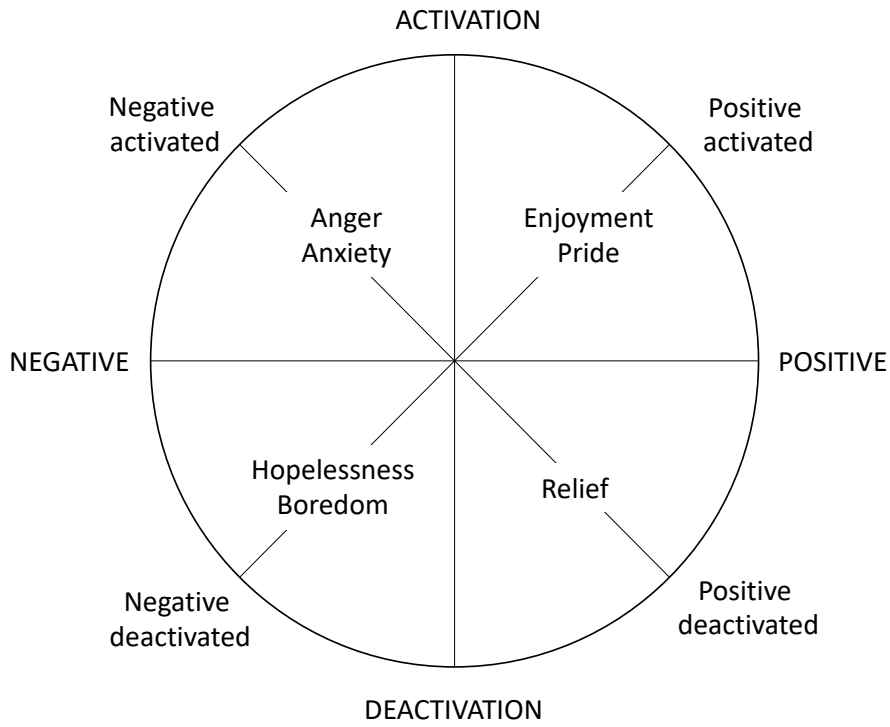 ACTIVATION
Negative
activated
Positive
activated
Anger
Anxiety
Enjoyment
Pride
NEGATIVE
POSITIVE
Hopelessness
Boredom
Relief
Negative
deactivated
Positive
deactivated
DEACTIVATION